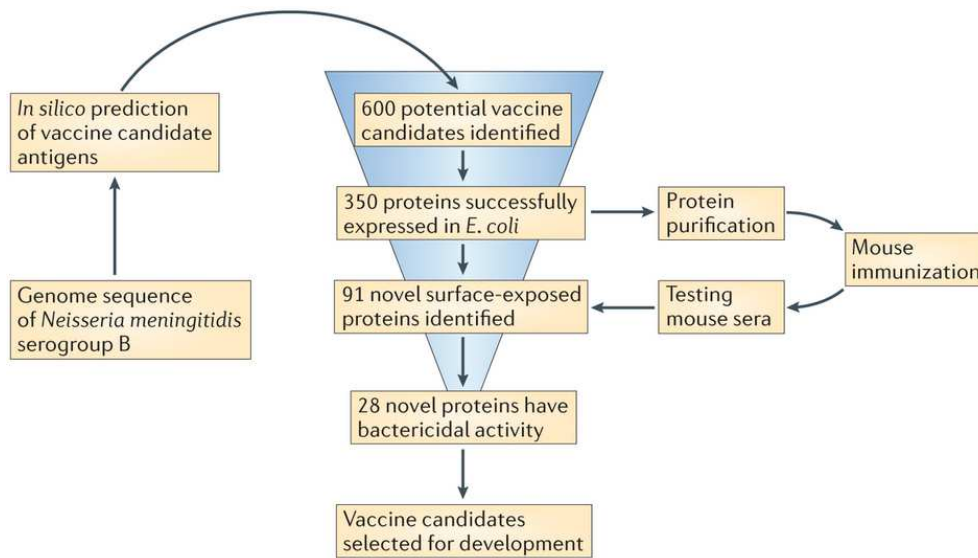 In silico prediction
of vaccine candidate
antigens
Genome sequence
of Neisseria meningitidis
serogroup B
600 potential vaccine
candidates identified
350 proteins successfully
expressed in E. coli
Protein
purification
Mouse
immunization
Testing
mouse sera
91 novel surface-exposed
proteins identified
28 novel proteins have
bactericidal activity
Vaccine candidates
selected for development